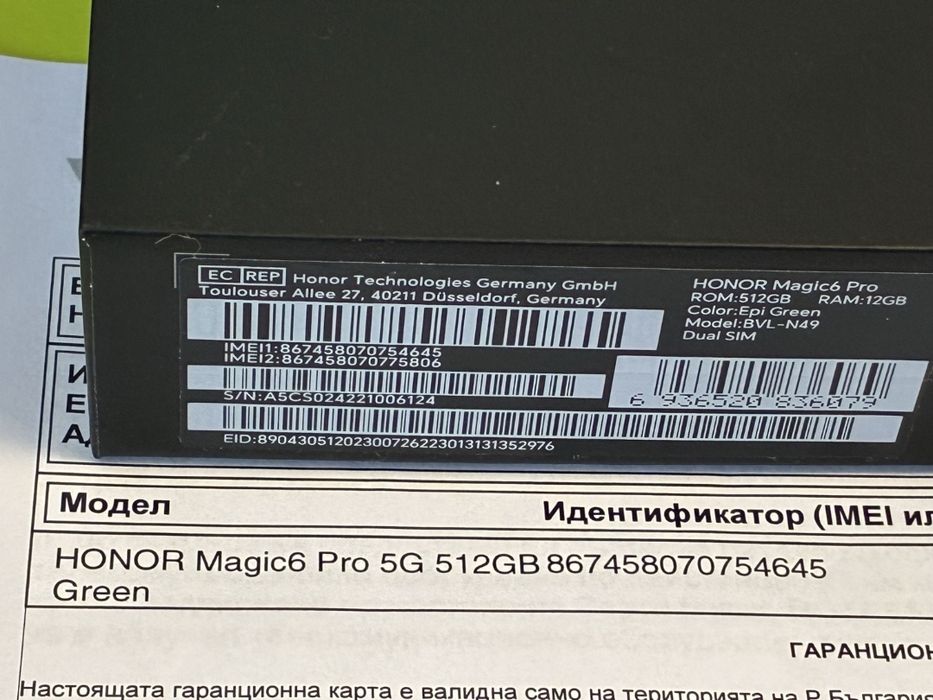 EC REP Honor Technologies Germany GmbH
Toulouser Allee 27, 40211 Düsseldorf, Germany
HONOR Magic6 Pro
ROM:512GB RAM:12GB
Color:Epi Green
Model:BVL-N49
Dual SIM
IMEI1:867458070754645
IMEI2:867458070775806
S/N:A5CS024221006124
6 936520 836079
EID:89043051202300726223013131352976
Модел Идентификатор (IMEI
HONOR Magic6 Pro 5G 512GB 867458070754645
Green
Настоящата гаранционна карта е валидна само на територията на Р.